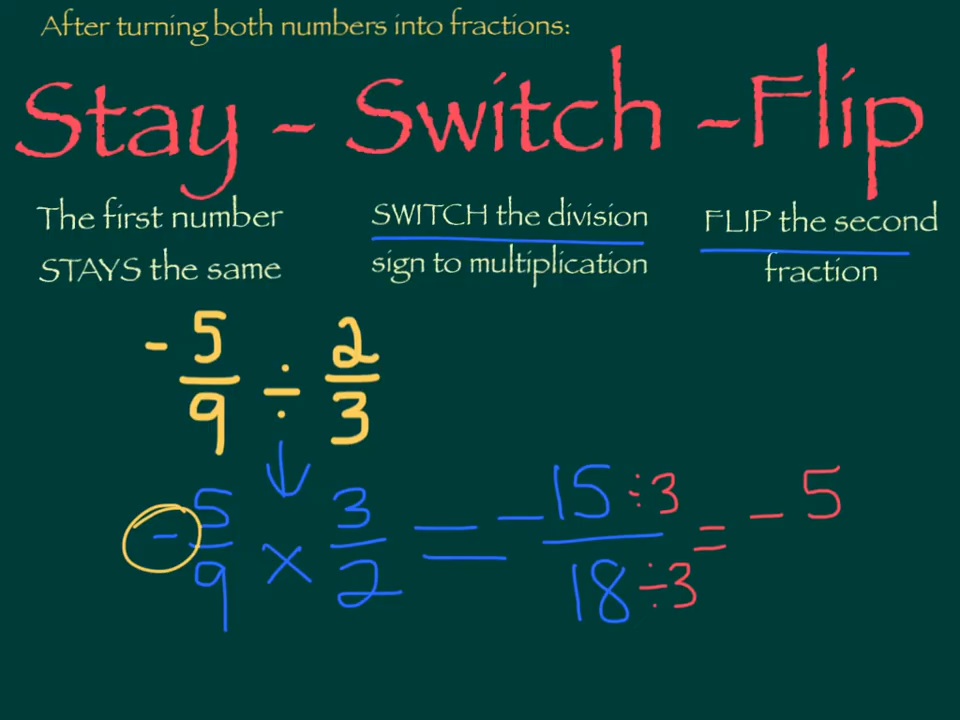 After turning both numbers into fractions:
Stay - Switch - Flip
The first number
STAYS the same
SWITCH the division
sign to multiplication
FLIP the second
fraction
- 5/9 ÷ 2/3
- 5/9 × 3/2 = - 15 ÷3 / 18 ÷3 = - 5